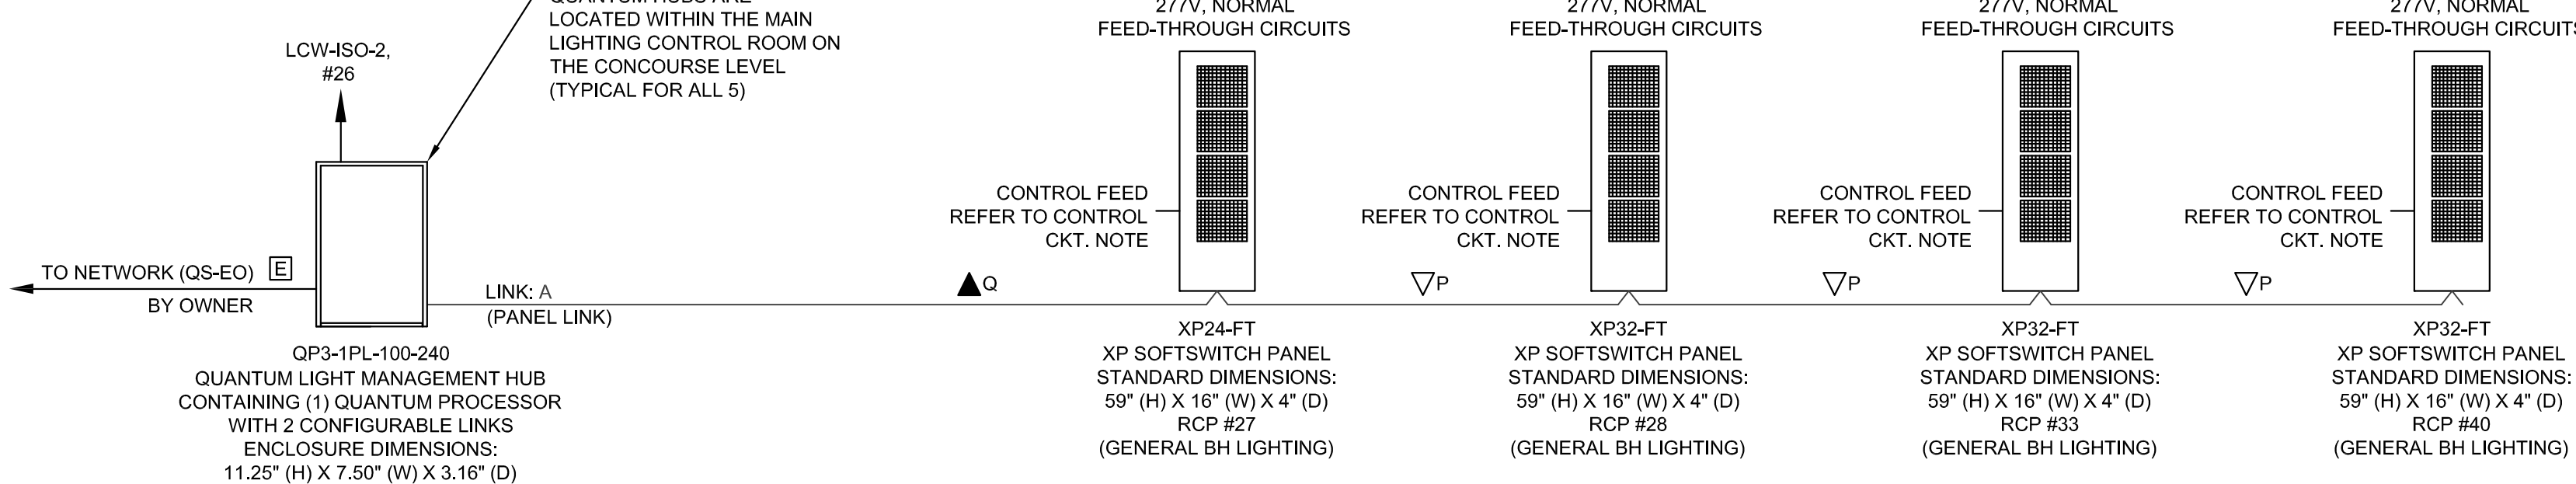 QUANTUM HUBS ARE
LOCATED WITHIN THE MAIN
LIGHTING CONTROL ROOM ON
THE CONCOURSE LEVEL
(TYPICAL FOR ALL 5)
LCW-ISO-2,
#26
TO NETWORK (QS-EO)
E
BY OWNER
LINK: A
(PANEL LINK)
QP3-1PL-100-240
QUANTUM LIGHT MANAGEMENT HUB
CONTAINING (1) QUANTUM PROCESSOR
WITH 2 CONFIGURABLE LINKS
ENCLOSURE DIMENSIONS:
11.25" (H) X 7.50" (W) X 3.16" (D)
277V, NORMAL
FEED-THROUGH CIRCUITS
CONTROL FEED
REFER TO CONTROL
CKT. NOTE
Q
XP24-FT
XP SOFTSWITCH PANEL
STANDARD DIMENSIONS:
59" (H) X 16" (W) X 4" (D)
RCP #27
(GENERAL BH LIGHTING)
277V, NORMAL
FEED-THROUGH CIRCUITS
CONTROL FEED
REFER TO CONTROL
CKT. NOTE
P
XP32-FT
XP SOFTSWITCH PANEL
STANDARD DIMENSIONS:
59" (H) X 16" (W) X 4" (D)
RCP #28
(GENERAL BH LIGHTING)
277V, NORMAL
FEED-THROUGH CIRCUITS
CONTROL FEED
REFER TO CONTROL
CKT. NOTE
P
XP32-FT
XP SOFTSWITCH PANEL
STANDARD DIMENSIONS:
59" (H) X 16" (W) X 4" (D)
RCP #33
(GENERAL BH LIGHTING)
277V, NORMAL
FEED-THROUGH CIRCUITS
CONTROL FEED
REFER TO CONTROL
CKT. NOTE
P
XP32-FT
XP SOFTSWITCH PANEL
STANDARD DIMENSIONS:
59" (H) X 16" (W) X 4" (D)
RCP #40
(GENERAL BH LIGHTING)